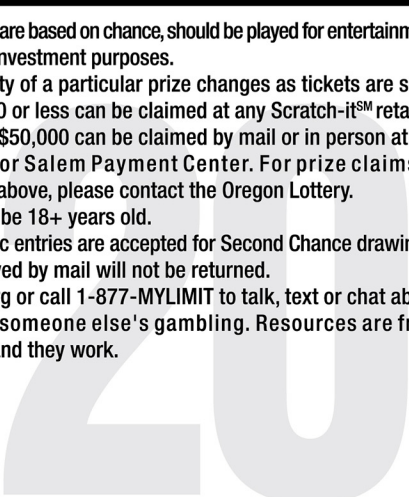 are based on chance, should be played for entertainm
investment purposes.
ty of a particular prize changes as tickets are s
0 or less can be claimed at any Scratch-it℠ reta
$50,000 can be claimed by mail or in person at
or Salem Payment Center. For prize claims
above, please contact the Oregon Lottery.
be 18+ years old.
c entries are accepted for Second Chance drawin
ved by mail will not be returned.
rg or call 1-877-MYLIMIT to talk, text or chat ab
someone else's gambling. Resources are fr
nd they work.
20